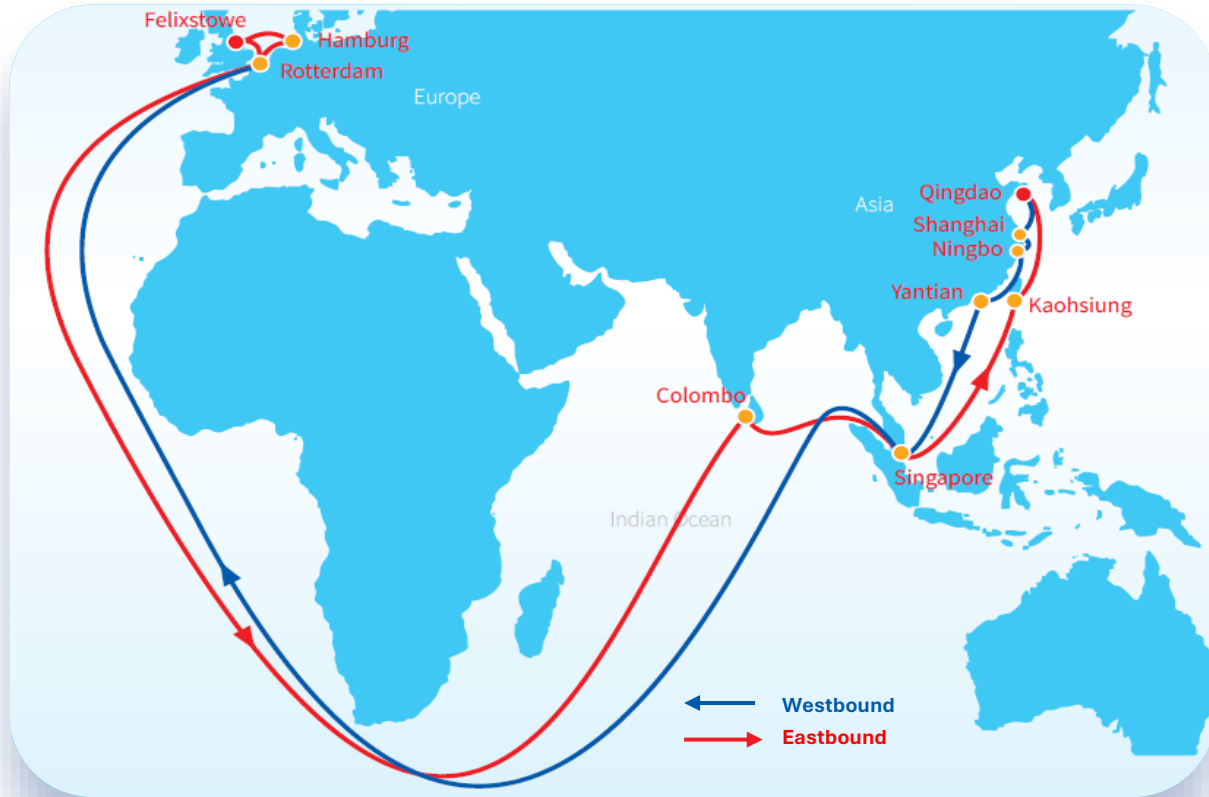 Felixstowe
Hamburg
Rotterdam
Europe
Asia
Qingdao
Shanghai
Ningbo
Yantian
Kaohsiung
Colombo
Singapore
Indian Ocean
Westbound
Eastbound